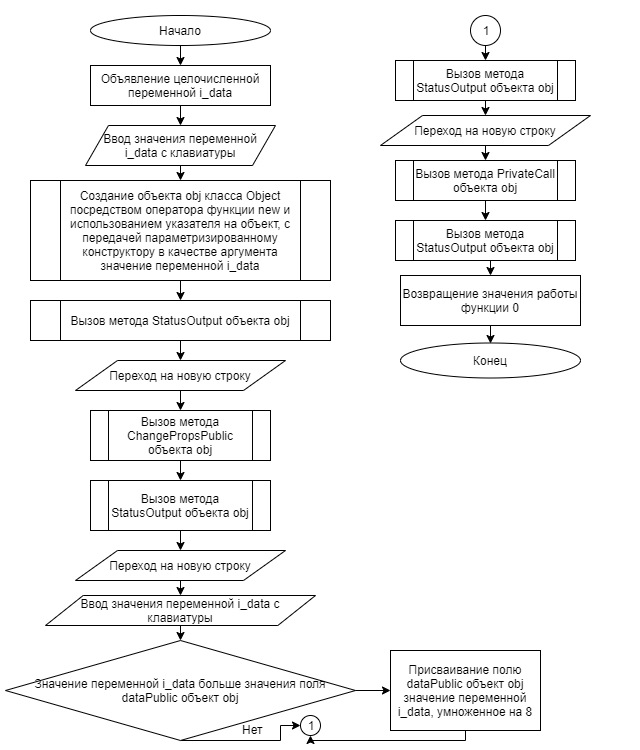 Начало
Объявление целочисленной
переменной i_data
Ввод значения переменной
i_data с клавиатуры
Создание объекта obj класса Object
посредством оператора функции new и
использованием указателя на объект, с
передачей параметризированному
конструктору в качестве аргумента
значение переменной i_data
Вызов метода StatusOutput объекта obj
Переход на новую строку
Вызов метода
ChangePropsPublic
объекта obj
Вызов метода
StatusOutput объекта obj
Переход на новую строку
Ввод значения переменной i_data с
клавиатуры
Значение переменной i_data больше значения поля
dataPublic объект obj
Присваивание полю
dataPublic объект obj
значение переменной
i_data, умноженное на 8
Нет
1
1
Вызов метода
StatusOutput объекта obj
Переход на новую строку
Вызов метода PrivateCall
объекта obj
Вызов метода
StatusOutput объекта obj
Возвращение значения работы
функции 0
Конец